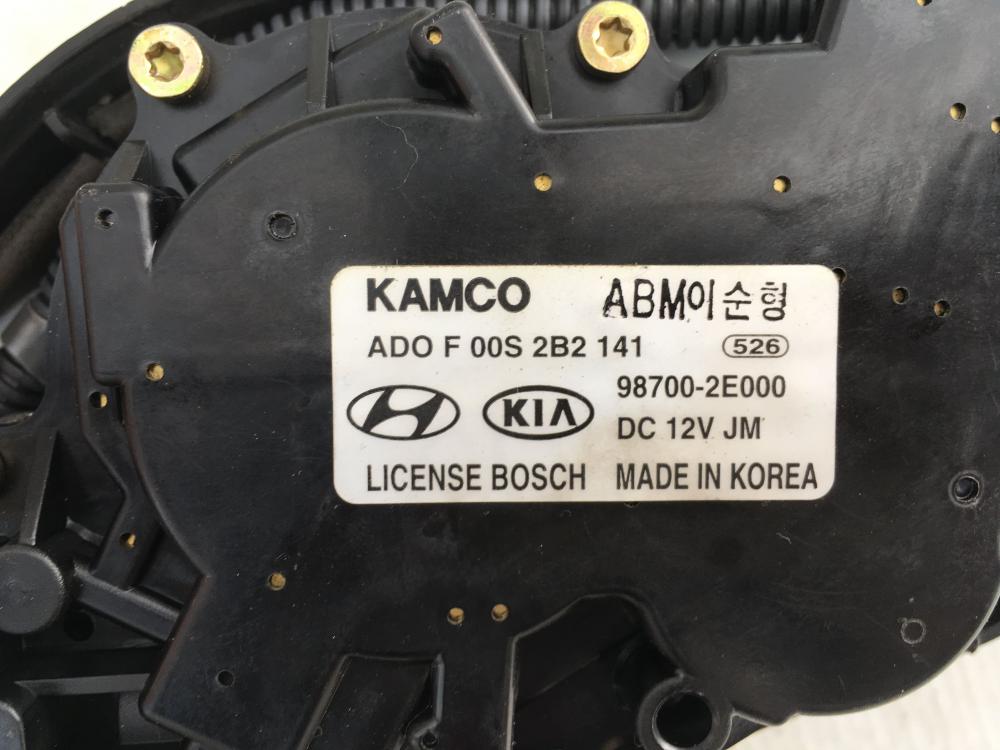 KAMCO ABM이순형
ADO F 00S 2B2 141 526
98700-2E000
KIA
DC 12V JM
LICENSE BOSCH MADE IN KOREA